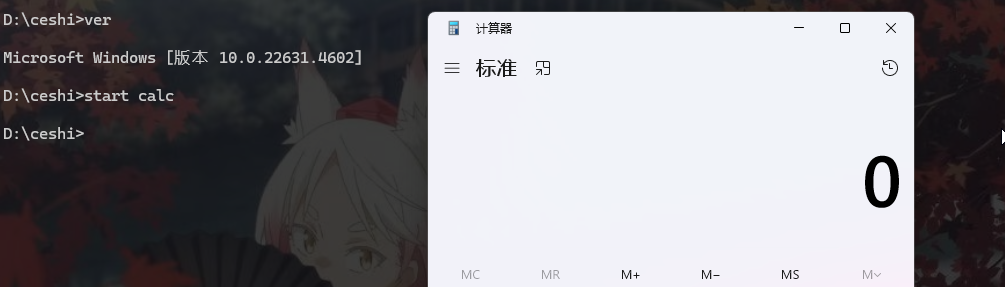 D:\ceshi>ver
Microsoft Windows [版本 10.0.22631.4602]
D:\ceshi>start calc
D:\ceshi>
计算器
标准
0
MC MR M+ M− MS M